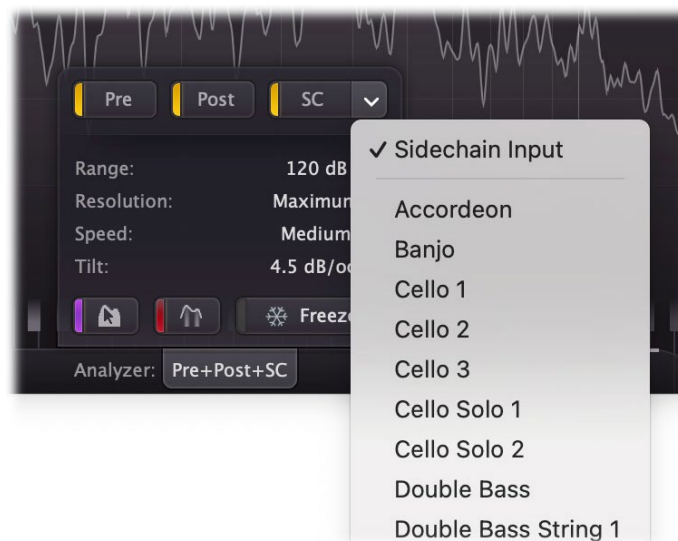 Pre Post SC
✓ Sidechain Input
Range: 120 dB
Resolution: Maximum
Speed: Medium
Tilt: 4.5 dB/oc
Freeze
Analyzer: Pre+Post+SC
Accordeon
Banjo
Cello 1
Cello 2
Cello 3
Cello Solo 1
Cello Solo 2
Double Bass
Double Bass String 1